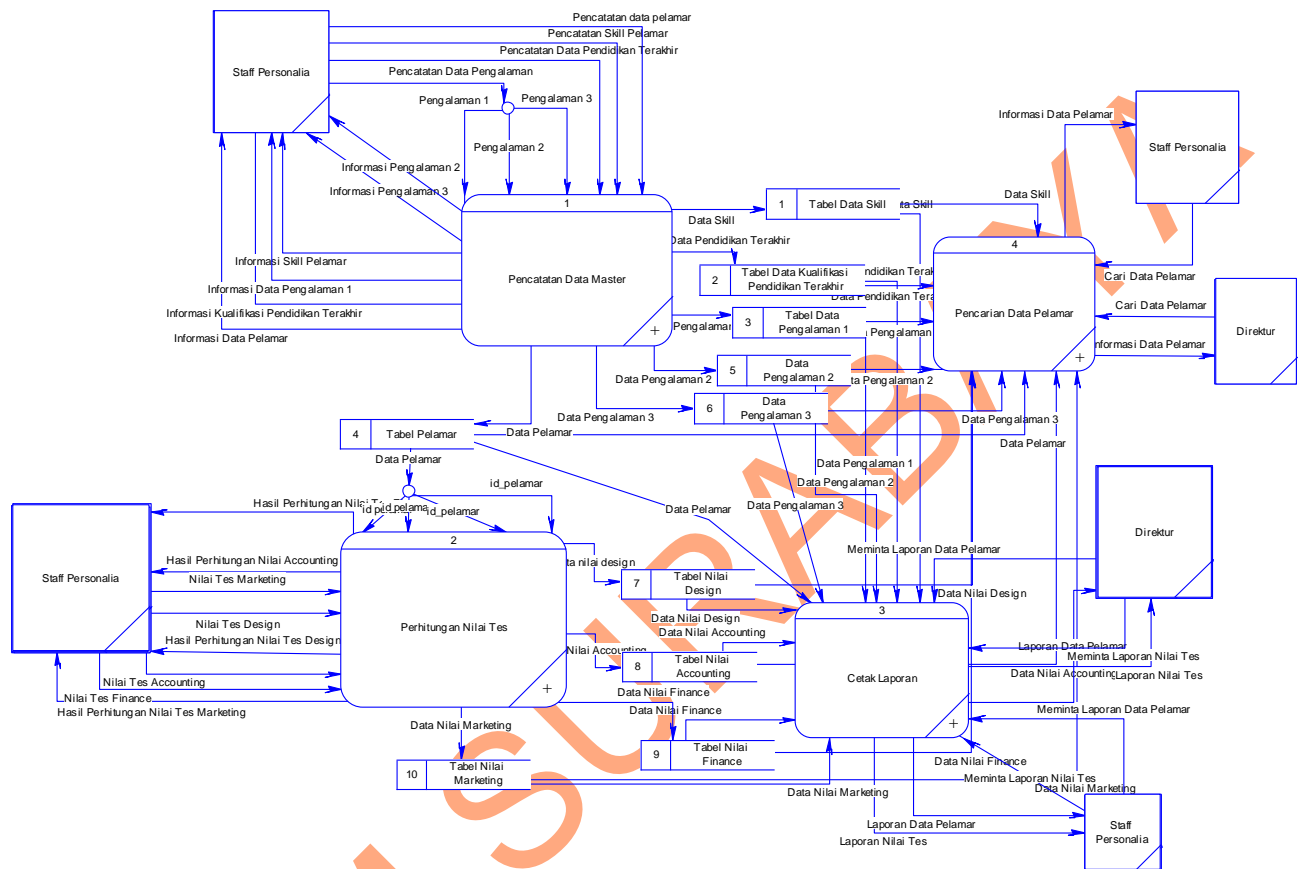 Pencatatan data pelamar
Pencatatan Skill Pelamar
Pencatatan Data Pendidikan Terakhir
Pencatatan Data Pengalaman
Staff Personalia
Pengalaman 1
Pengalaman 3
Pengalaman 2
Informasi Pengalaman 2
Informasi Pengalaman 3
Informasi Skill Pelamar
Informasi Data Pengalaman 1
Informasi Kualifikasi Pendidikan Terakhir
Informasi Data Pelamar
1
Pencatatan Data Master
+
Data Skill
1
Tabel Data Skill
Data Skill
Data Pendidikan Terakhir
2
Tabel Data Kualifikasi
Pendidikan Terakhir
3
Tabel Data
Pengalaman 1
Pengalaman
Data Pengalaman 2
5
Data
Pengalaman 2
Data Pengalaman 2
Data Pengalaman 3
6
Data
Pengalaman 3
Data Pengalaman 3
Informasi Data Pelamar
Staff Personalia
4
Pencarian Data Pelamar
+
Cari Data Pelamar
Cari Data Pelamar
Direktur
Informasi Data Pelamar
4
Tabel Pelamar
Data Pelamar
Data Pelamar
Data Pelamar
Data Pelamar
id_pelamar
id_pelamar
Data Pengalaman 1
Data Pengalaman 2
Data Pengalaman 3
Staff Personalia
Hasil Perhitungan Nilai Accounting
Nilai Tes Marketing
Nilai Tes Design
Hasil Perhitungan Nilai Tes Design
Nilai Tes Accounting
Nilai Tes Finance
Hasil Perhitungan Nilai Tes Marketing
2
Perhitungan Nilai Tes
+
7
Tabel Nilai
Design
Data Nilai Design
Data Nilai Design
Data Nilai Accounting
Nilai Accounting
8
Tabel Nilai
Accounting
Data Nilai Finance
Data Nilai Finance
9
Tabel Nilai
Finance
Data Nilai Finance
Data Nilai Marketing
10
Tabel Nilai
Marketing
Data Nilai Marketing
Data Nilai Marketing
3
Cetak Laporan
+
Meminta Laporan Data Pelamar
Direktur
Laporan Data Pelamar
Meminta Laporan Nilai Tes
Data Nilai Accounting
Laporan Nilai Tes
Meminta Laporan Data Pelamar
Meminta Laporan Nilai Tes
Laporan Data Pelamar
Laporan Nilai Tes
Staff
Personalia
SURABAYA